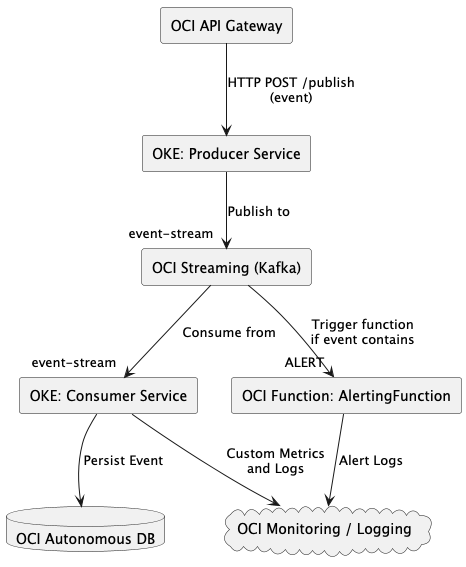 OCI API Gateway
HTTP POST /publish
(event)
OKE: Producer Service
Publish to
event-stream
OCI Streaming (Kafka)
Consume from
Trigger function
if event contains
event-stream
ALERT
OKE: Consumer Service
OCI Function: AlertingFunction
Persist Event
Custom Metrics
and Logs
Alert Logs
OCI Autonomous DB
OCI Monitoring / Logging